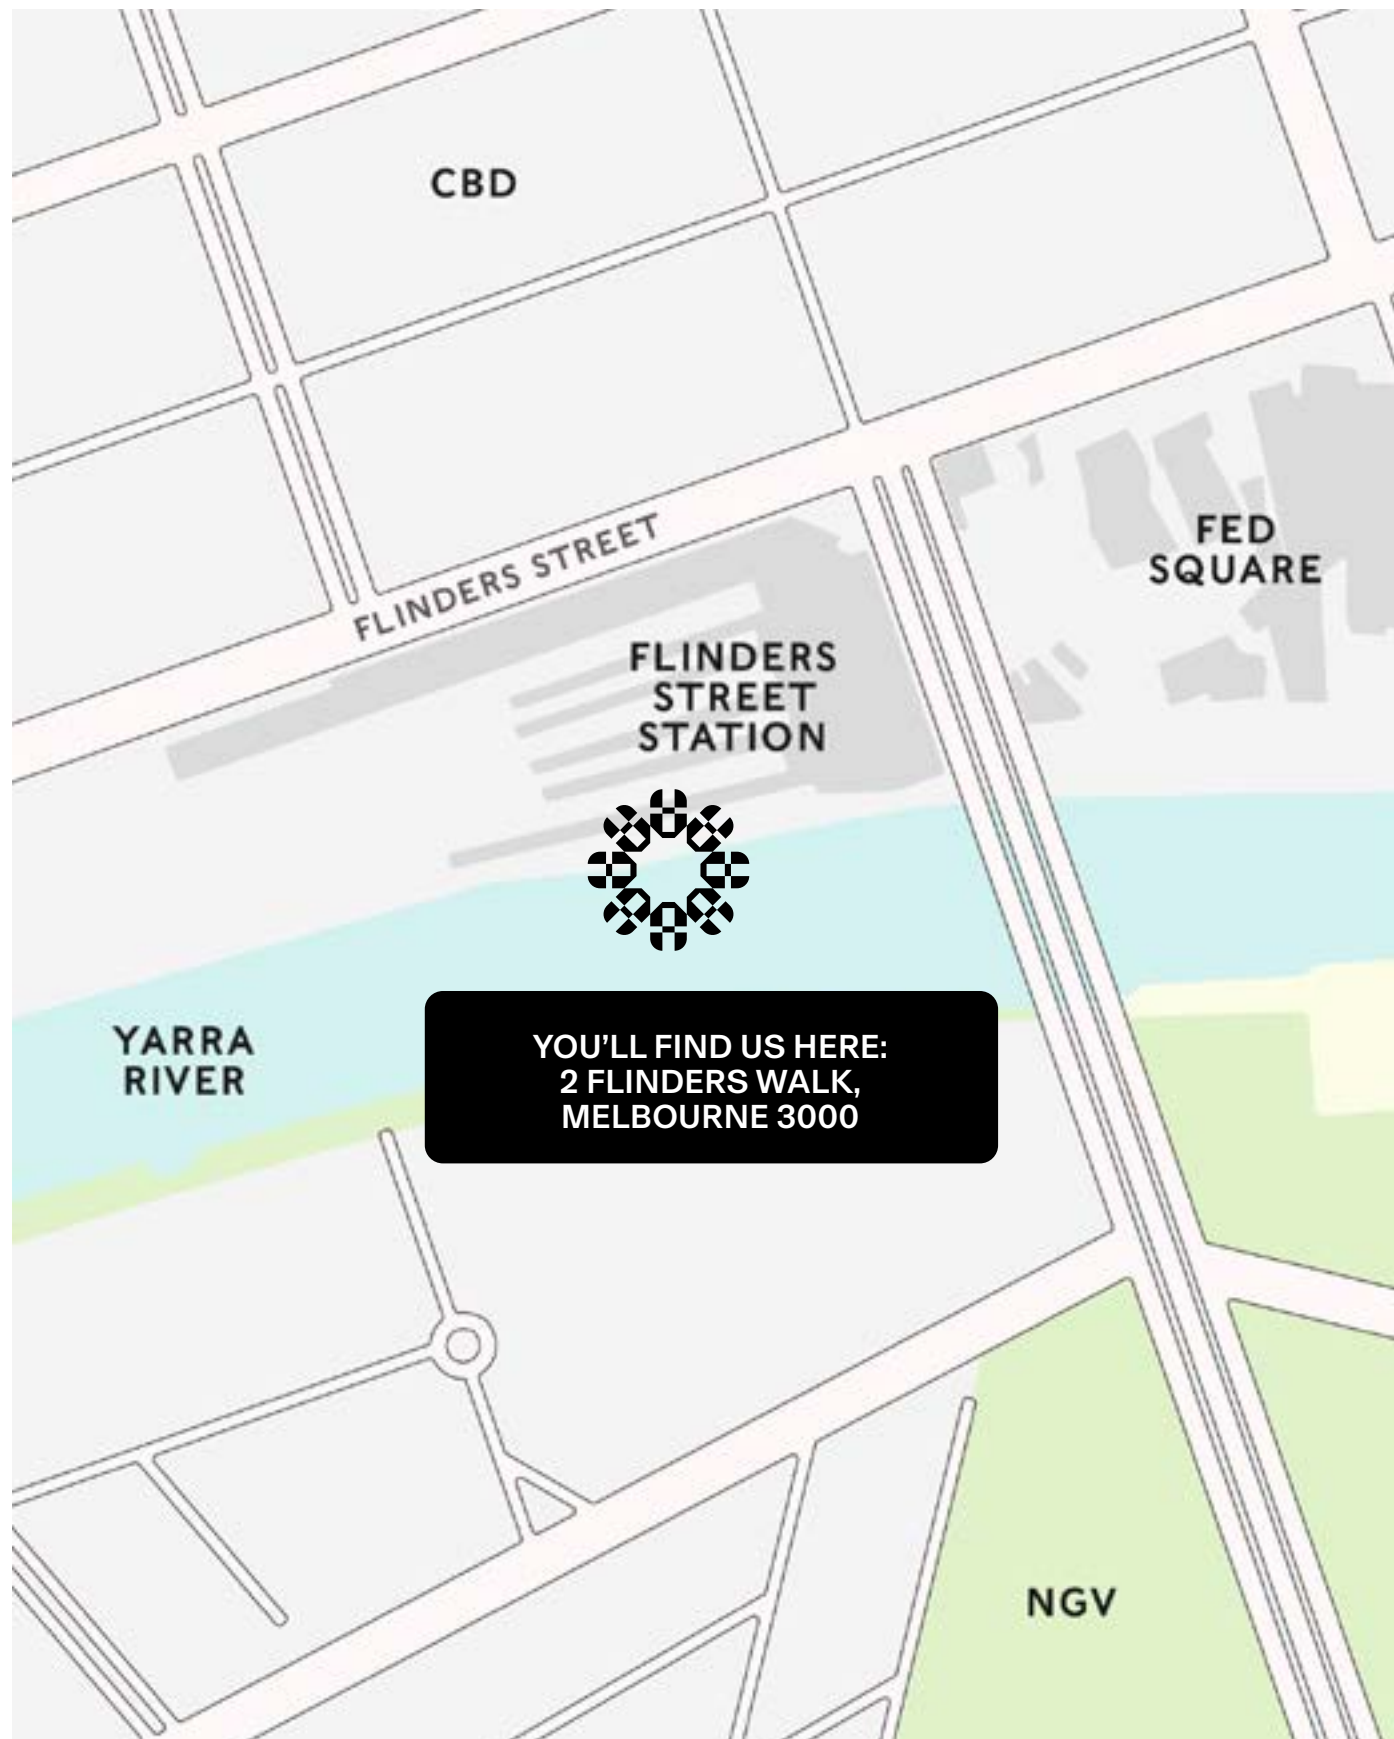 CBD
FLINDERS STREET
FED
SQUARE
FLINDERS
STREET
STATION
YARRA
RIVER
YOU’LL FIND US HERE:
2 FLINDERS WALK,
MELBOURNE 3000
NGV